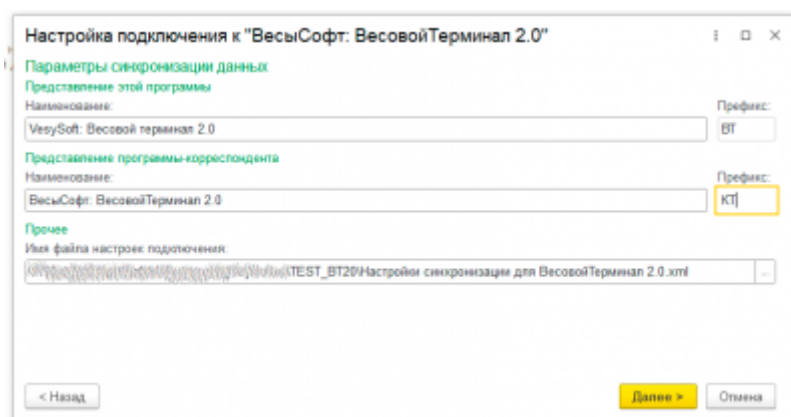 Настройка подключения к "ВесыСофт: ВесовойТерминал 2.0"
Параметры синхронизации данных
Представление этой программы
Наименование: Префикс:
VesySoft: Весовой терминал 2.0 ВТ
Представление программы-корреспондента
Наименование: Префикс:
ВесыСофт: ВесовойТерминал 2.0 КТ
Прочее
Имя файла настроек подключения:
\TEST_BT20\Настройки синхронизации для ВесовойТерминал 2.0.xml ...
< Назад Далее > Отмена